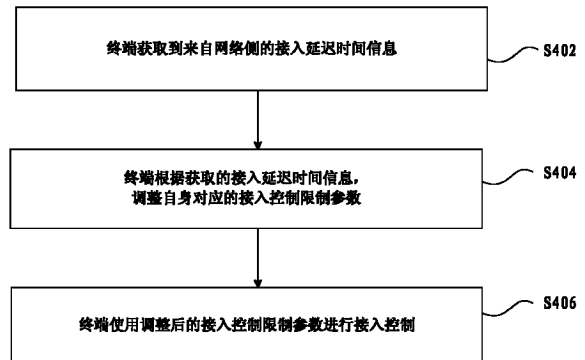 终端获取到来自网络侧的接入延迟时间信息
S402
终端根据获取的接入延迟时间信息，
调整自身对应的接入控制限制参数
S404
终端使用调整后的接入控制限制参数进行接入控制
S406